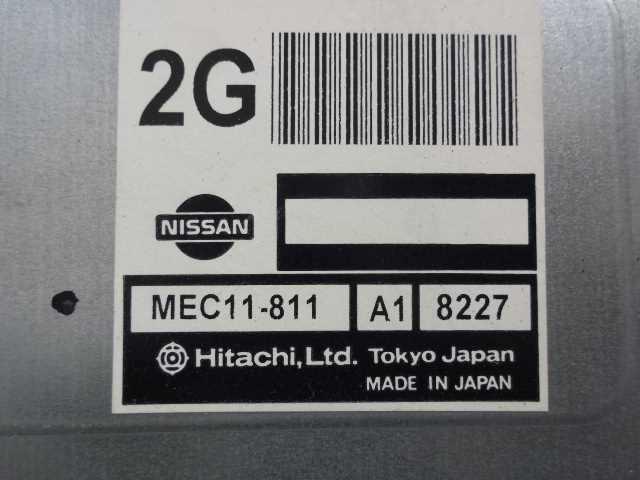 2G
NISSAN
MEC11-811 A1 8227
Hitachi,Ltd. Tokyo Japan
MADE IN JAPAN